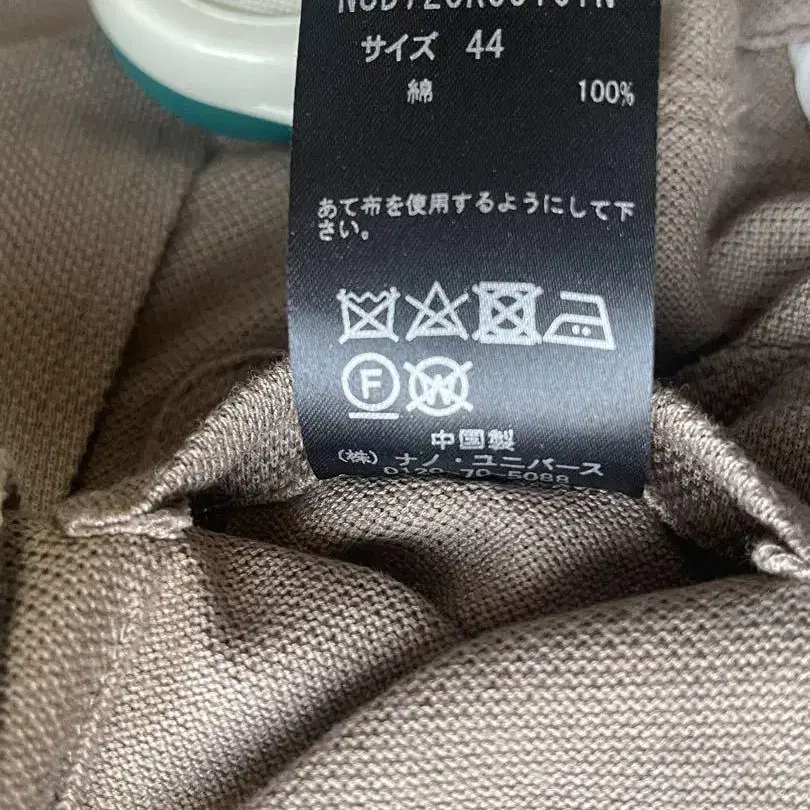 サイズ 44
綿 100%
あて布を使用するようにして下
さい。
F
W
中国製
(株) ナノ・ユニバース